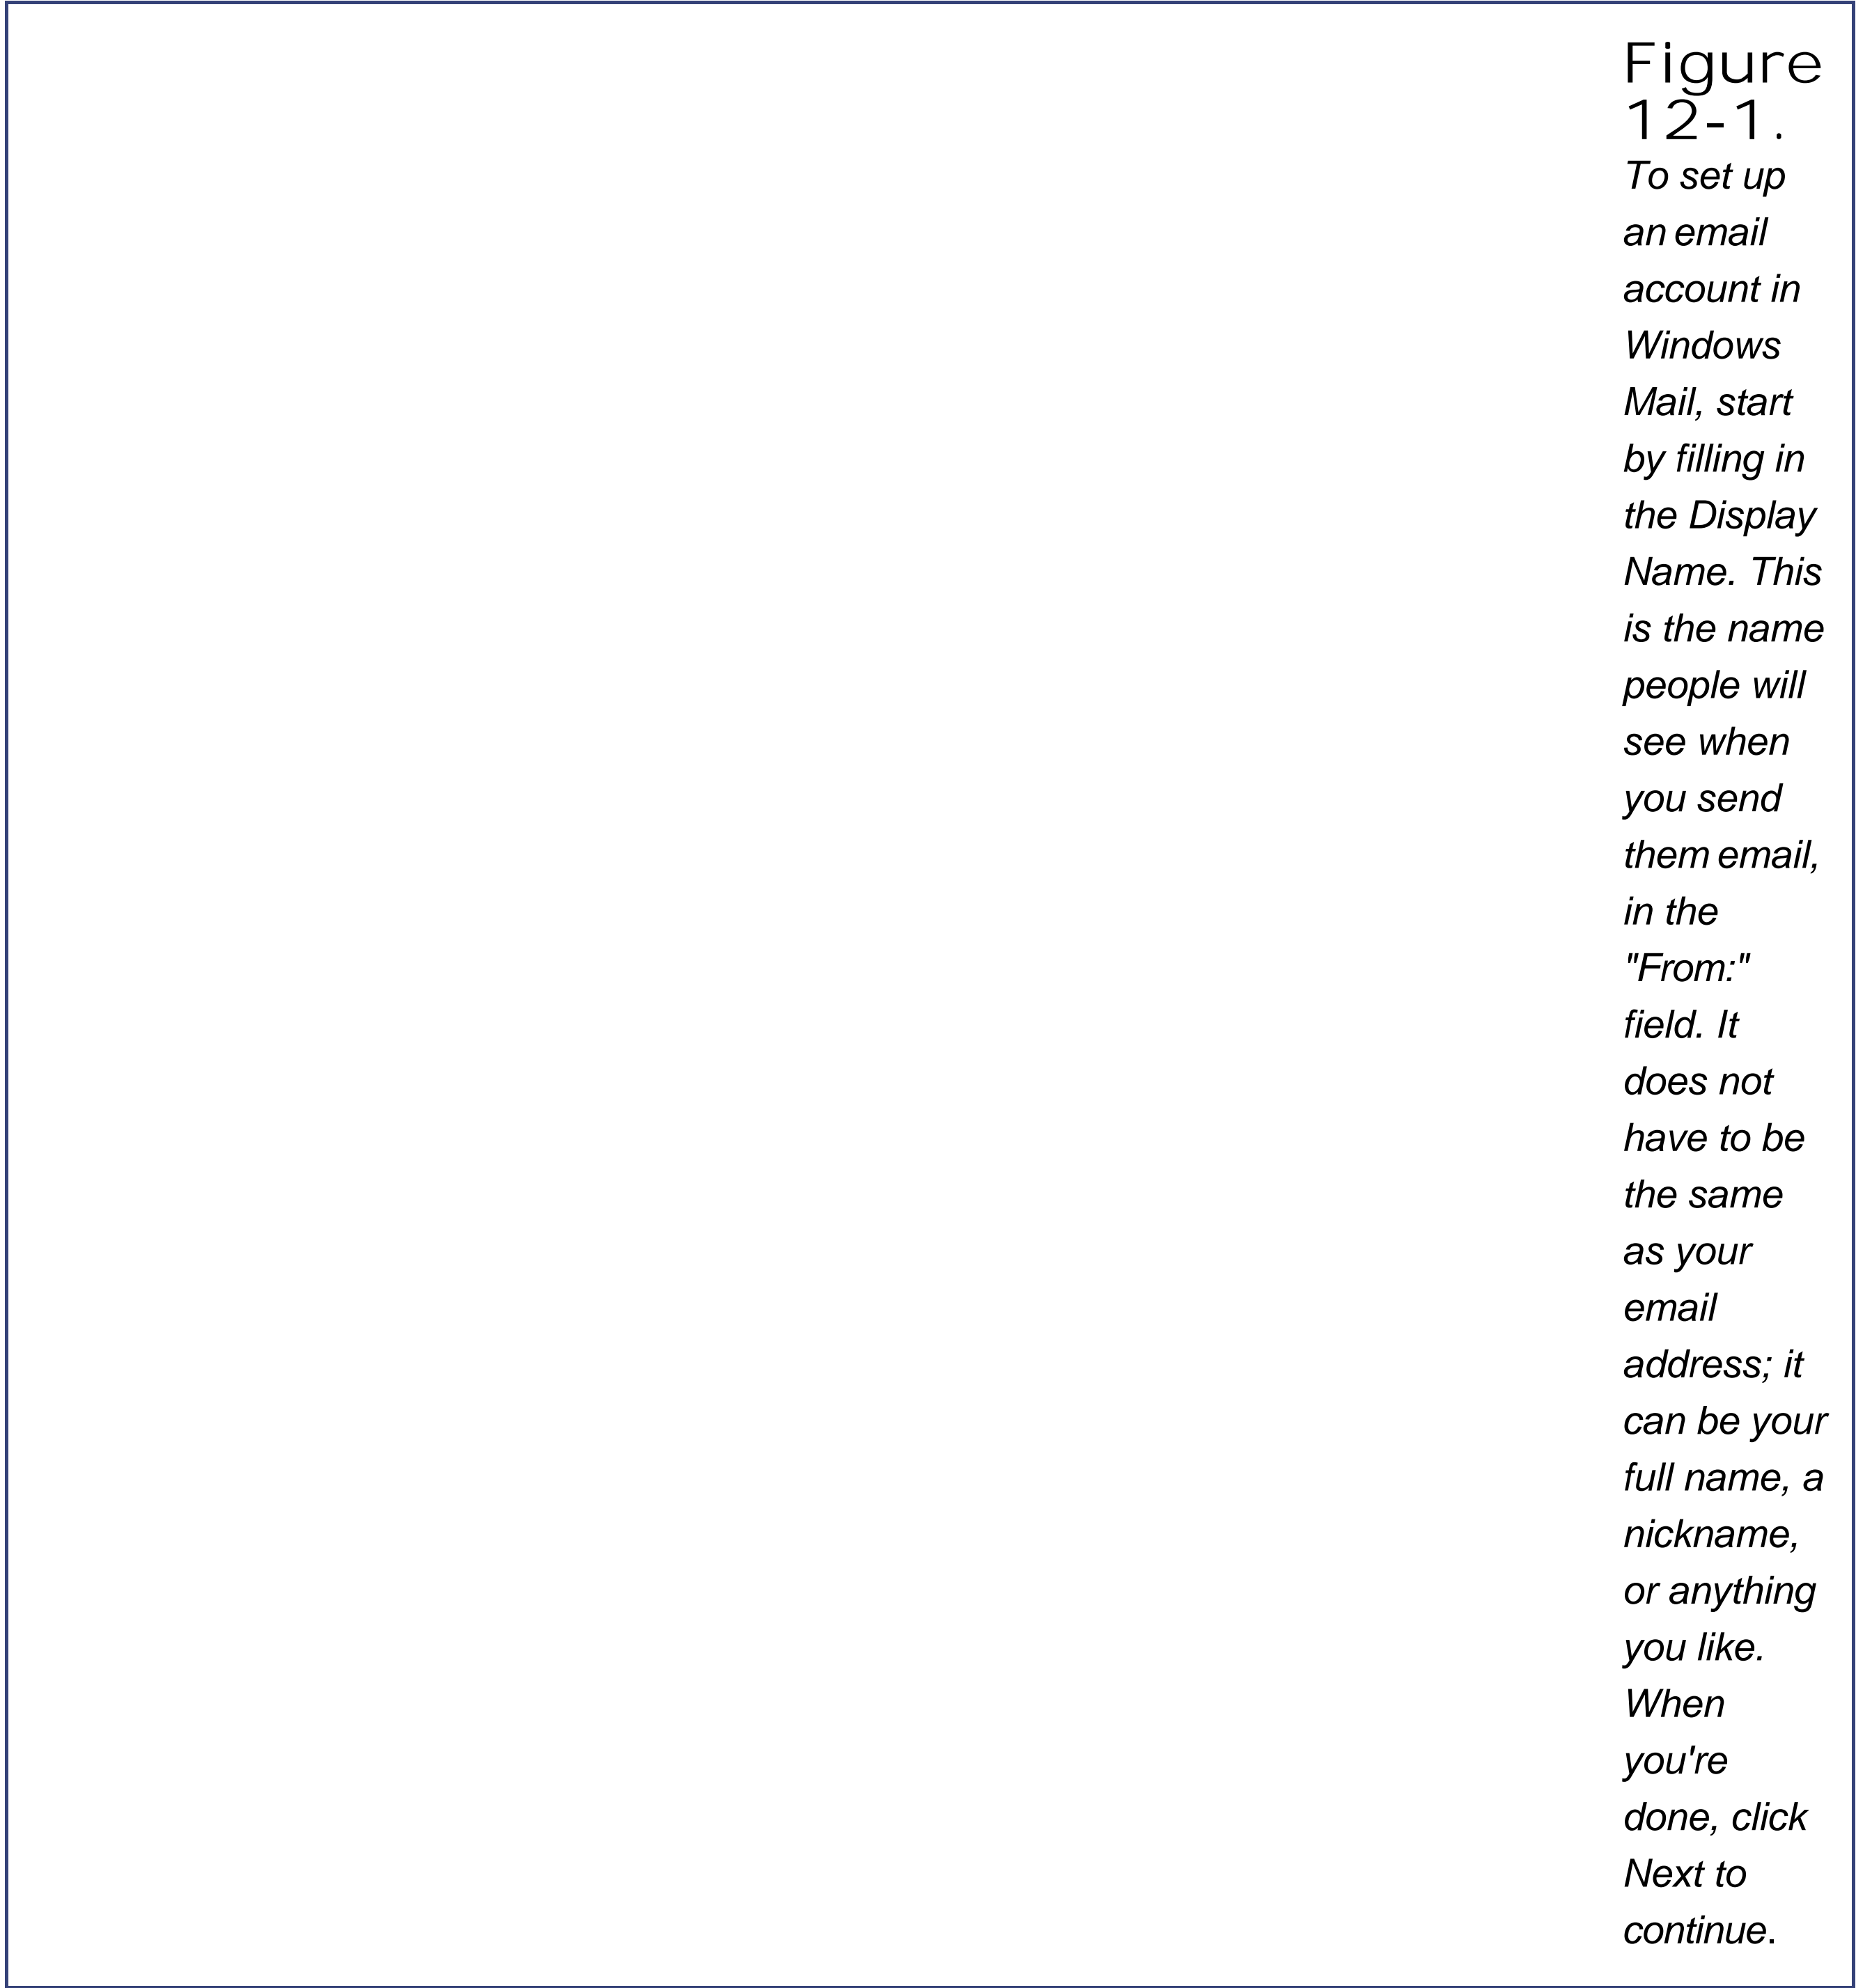 Figure
12-1.
To set up
an email
account in
Windows
Mail, start
by filling in
the Display
Name. This
is the name
people will
see when
you send
them email,
in the
"From:"
field. It
does not
have to be
the same
as your
email
address; it
can be your
full name, a
nickname,
or anything
you like.
When
you're
done, click
Next to
continue.